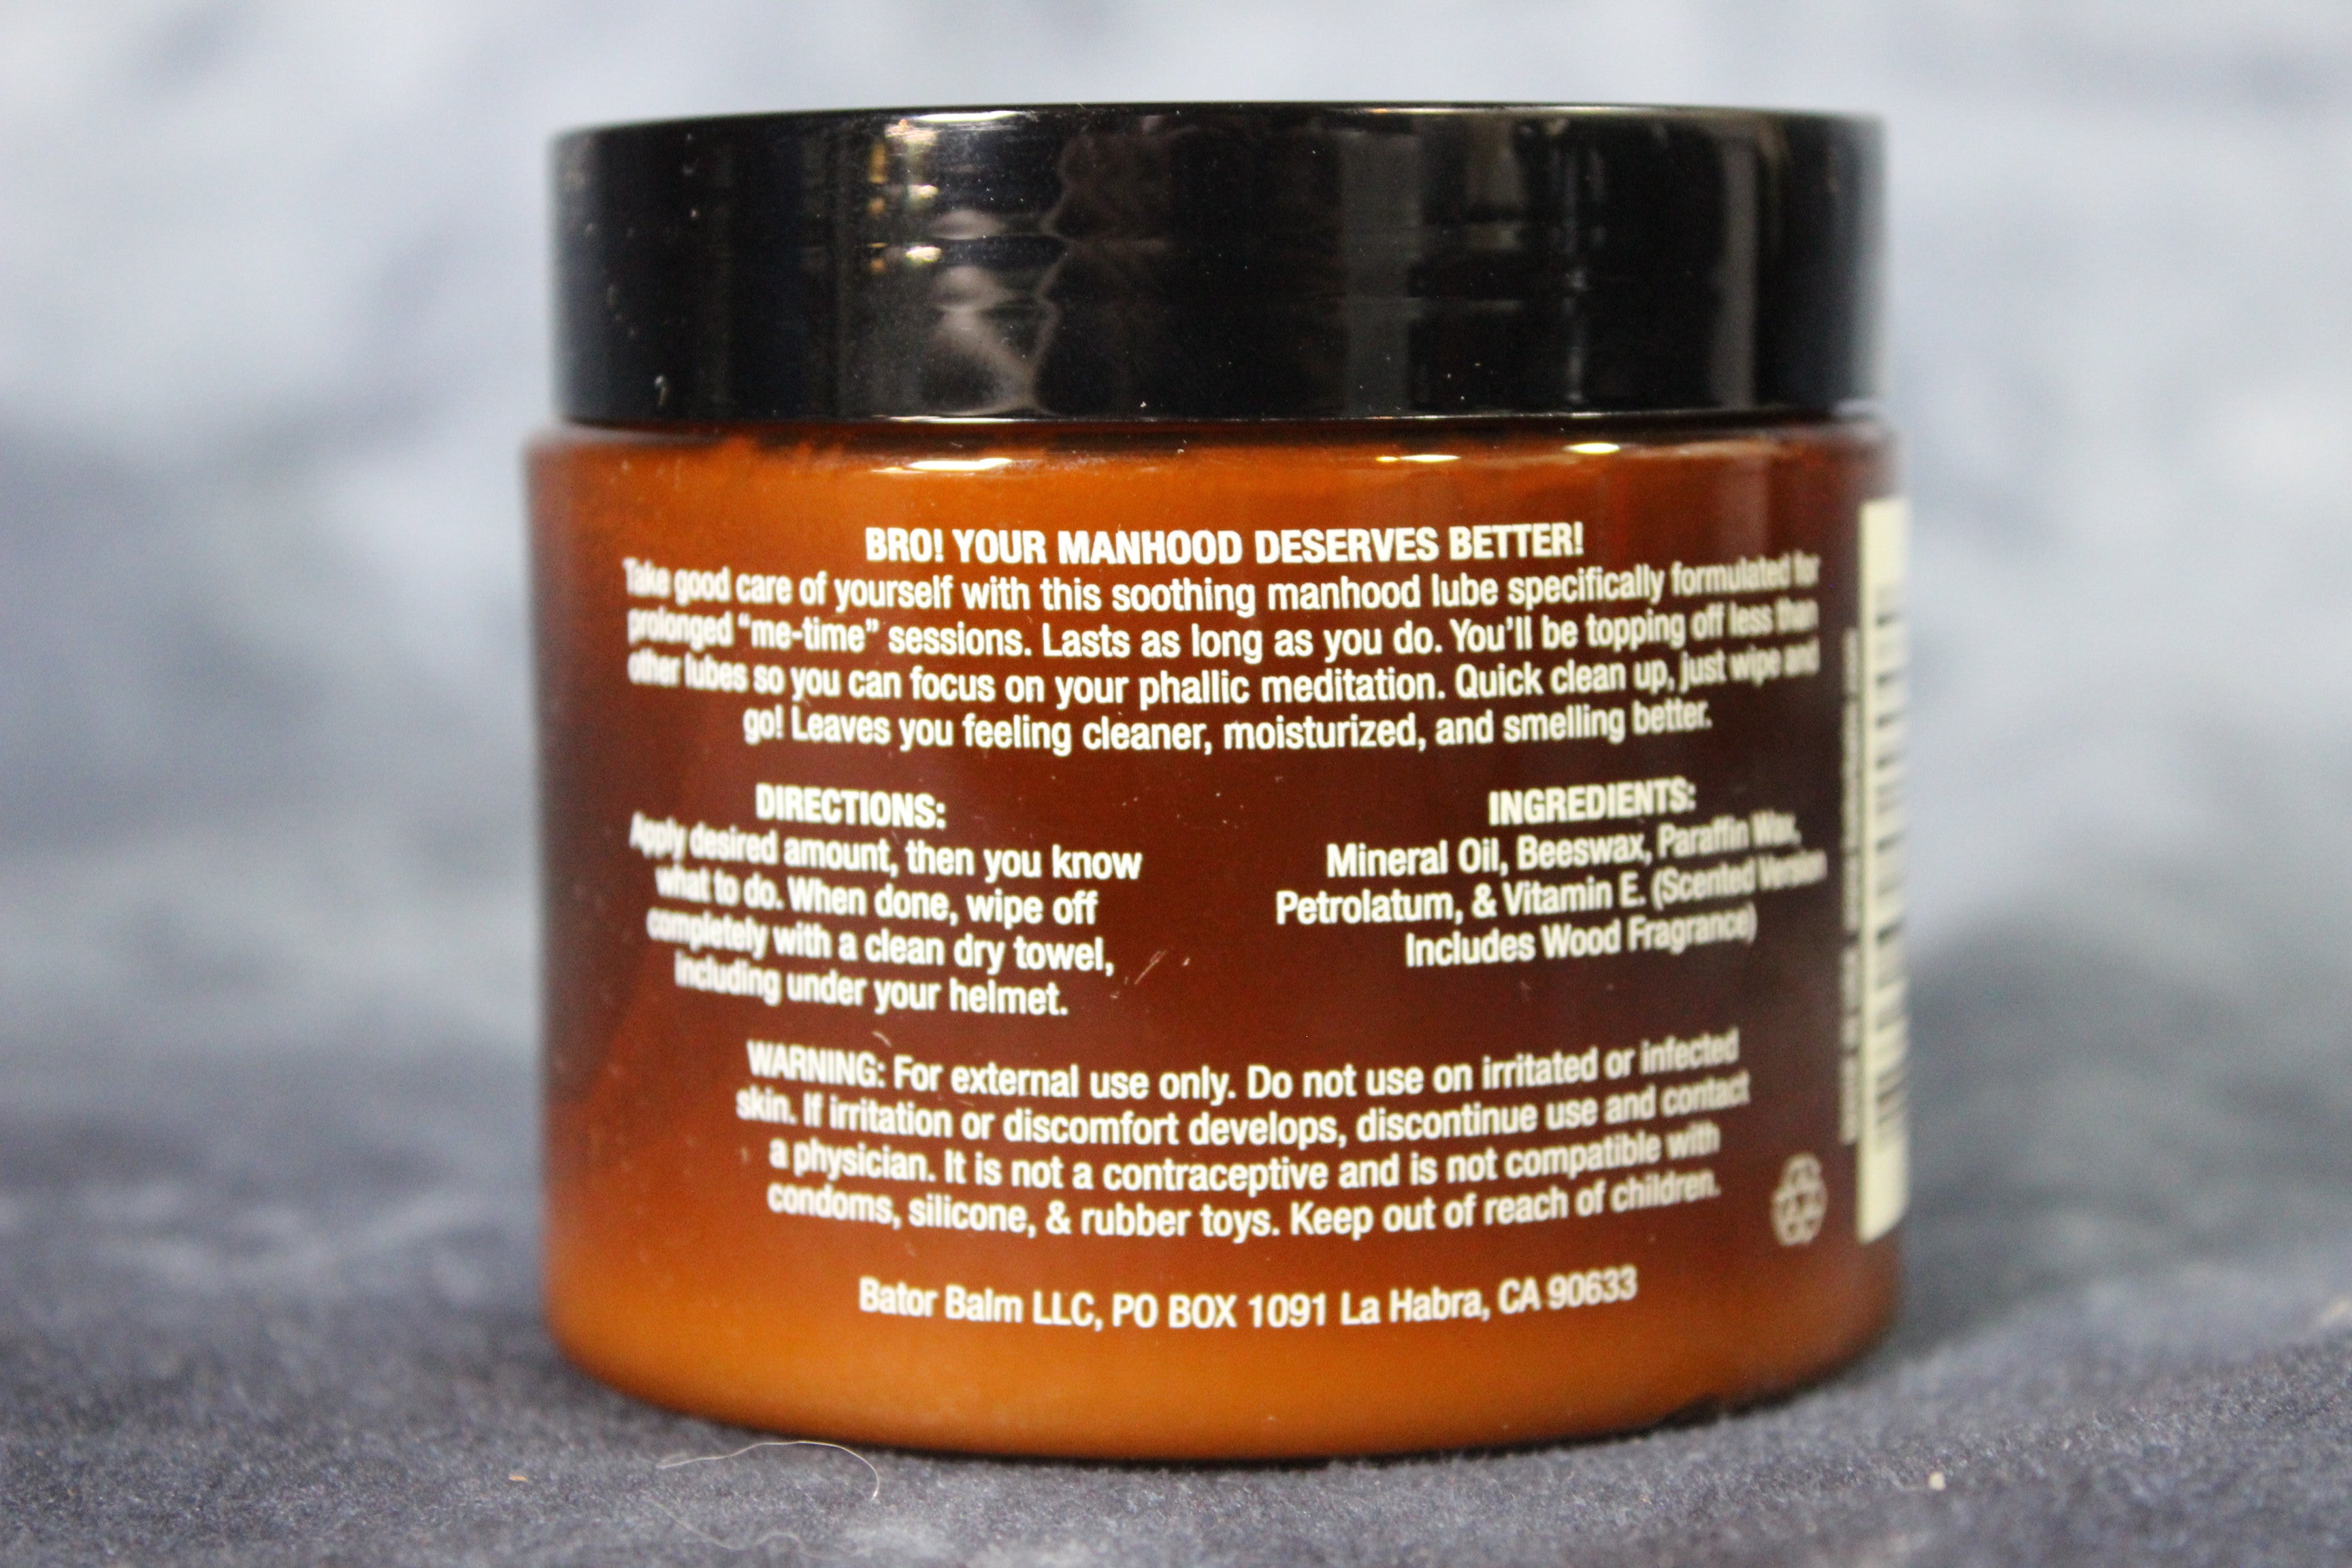 BRO! YOUR MANHOOD DESERVES BETTER!
Take good care of yourself with this soothing manhood lube specifically formulated for
prolonged “me-time” sessions. Lasts as long as you do. You’ll be topping off less than
other lubes so you can focus on your phallic meditation. Quick clean up, just wipe and
go! Leaves you feeling cleaner, moisturized, and smelling better.
DIRECTIONS:
Apply desired amount, then you know
what to do. When done, wipe off
completely with a clean dry towel,
including under your helmet.
INGREDIENTS:
Mineral Oil, Beeswax, Paraffin Wax,
Petrolatum, & Vitamin E. (Scented Version
Includes Wood Fragrance)
WARNING: For external use only. Do not use on irritated or infected
skin. If irritation or discomfort develops, discontinue use and contact
a physician. It is not a contraceptive and is not compatible with
condoms, silicone, & rubber toys. Keep out of reach of children.
Bator Balm LLC, PO BOX 1091 La Habra, CA 90633